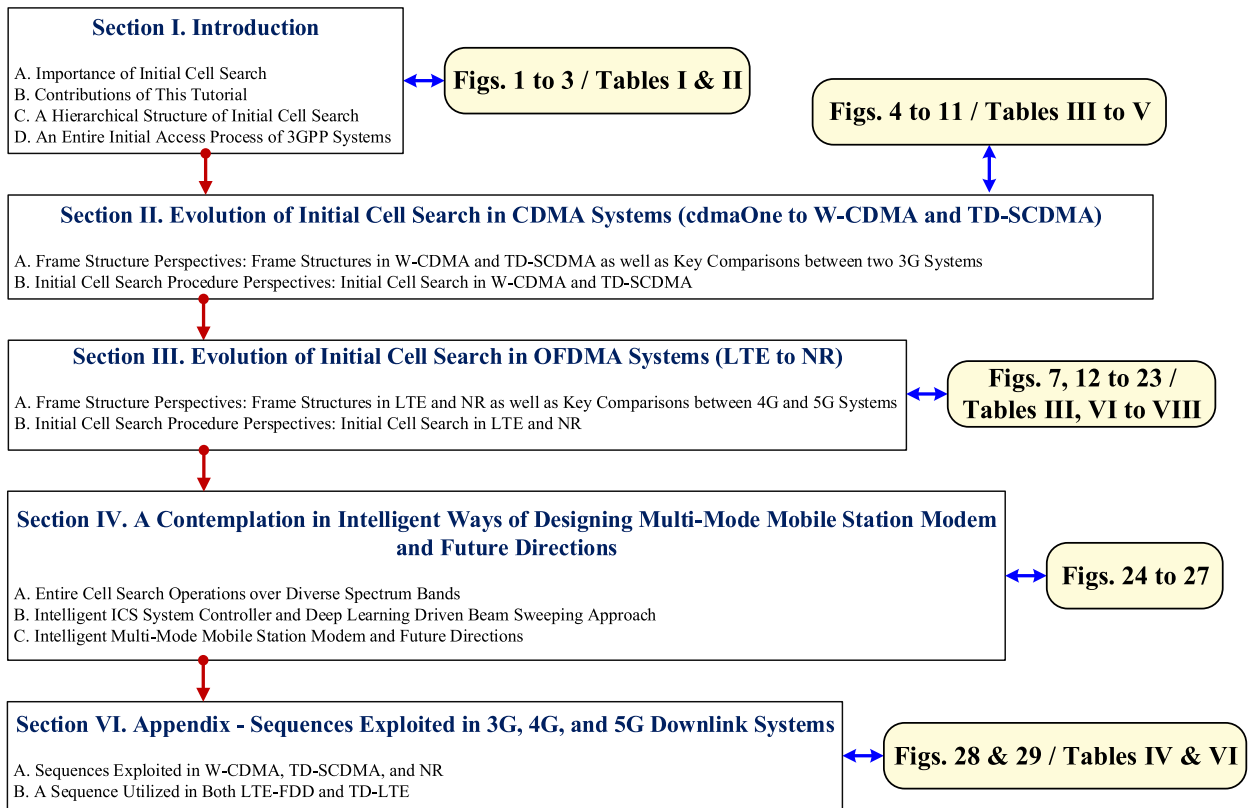 Section I. Introduction
A. Importance of Initial Cell Search
B. Contributions of This Tutorial
C. A Hierarchical Structure of Initial Cell Search
D. An Entire Initial Access Process of 3GPP Systems
Figs. 1 to 3 / Tables I & II
Figs. 4 to 11 / Tables III to V
Section II. Evolution of Initial Cell Search in CDMA Systems (cdmaOne to W-CDMA and TD-SCDMA)
A. Frame Structure Perspectives: Frame Structures in W-CDMA and TD-SCDMA as well as Key Comparisons between two 3G Systems
B. Initial Cell Search Procedure Perspectives: Initial Cell Search in W-CDMA and TD-SCDMA
Section III. Evolution of Initial Cell Search in OFDMA Systems (LTE to NR)
A. Frame Structure Perspectives: Frame Structures in LTE and NR as well as Key Comparisons between 4G and 5G Systems
B. Initial Cell Search Procedure Perspectives: Initial Cell Search in LTE and NR
Figs. 7, 12 to 23 /
Tables III, VI to VIII
Section IV. A Contemplation in Intelligent Ways of Designing Multi-Mode Mobile Station Modem
and Future Directions
A. Entire Cell Search Operations over Diverse Spectrum Bands
B. Intelligent ICS System Controller and Deep Learning Driven Beam Sweeping Approach
C. Intelligent Multi-Mode Mobile Station Modem and Future Directions
Figs. 24 to 27
Section VI. Appendix - Sequences Exploited in 3G, 4G, and 5G Downlink Systems
A. Sequences Exploited in W-CDMA, TD-SCDMA, and NR
B. A Sequence Utilized in Both LTE-FDD and TD-LTE
Figs. 28 & 29 / Tables IV & VI